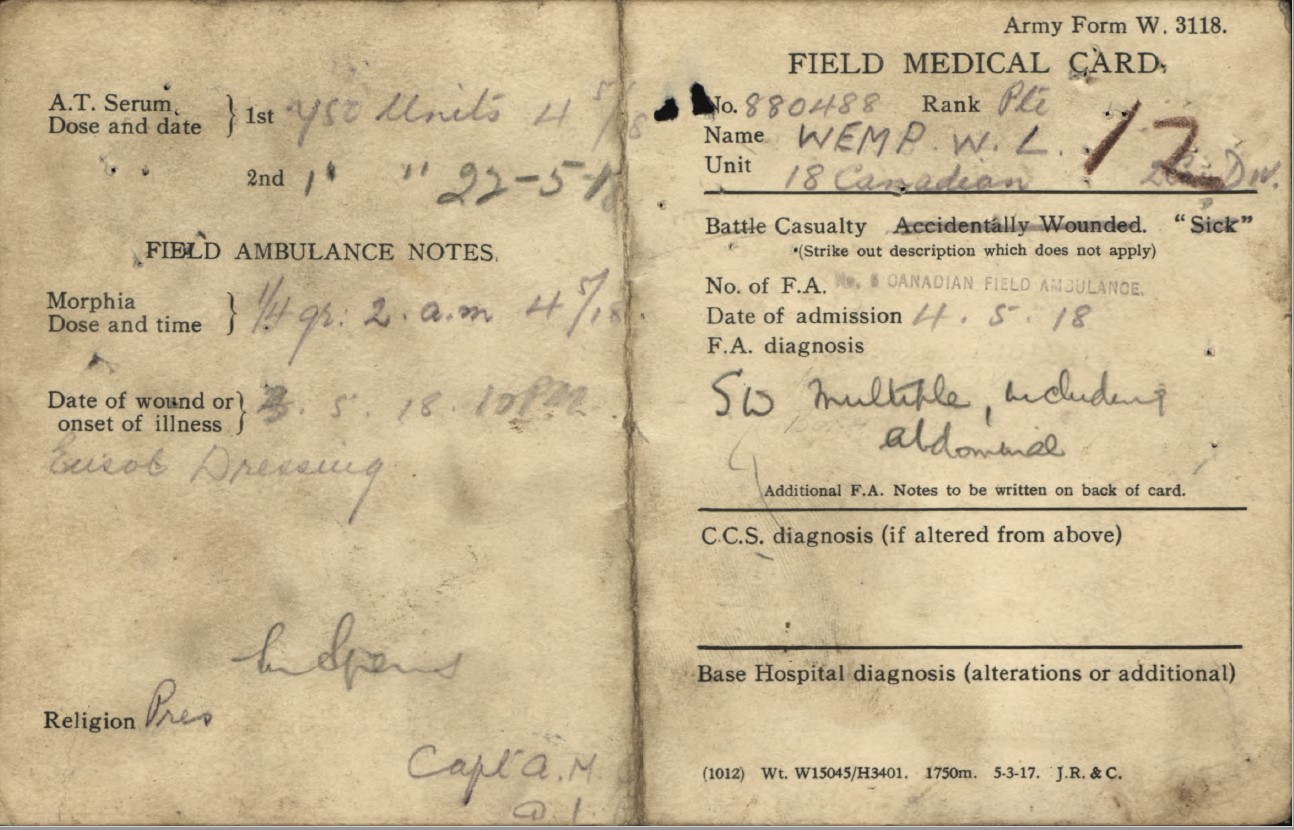 A.T. Serum, Dose and date } 1st 750 Units 4 5/18
" " 2nd 1" " 22-5-18
FIELD AMBULANCE NOTES.
Morphia Dose and time } 1/4 gr: 2. a.m 4 5/18.
Date of wound or onset of illness } 3. 5. 18. 10 PM
Eusol Dressing
Religion Pres
Capt A.M.
Army Form W. 3118.
FIELD MEDICAL CARD.
No. 880488 Rank Pte
Name WEMP. W. L.
12
Unit 18 Canadian
Battle Casualty Accidentally Wounded. "Sick"
(Strike out description which does not apply)
No. of F.A. No. 6 CANADIAN FIELD AMBULANCE.
Date of admission 4. 5. 18
F.A. diagnosis
SW Multiple, including
abdominal
Additional F.A. Notes to be written on back of card.
C.C.S. diagnosis (if altered from above)
Base Hospital diagnosis (alterations or additional)
(1012) Wt. W15045/H3401. 1750m. 5-3-17. J.R. & C.